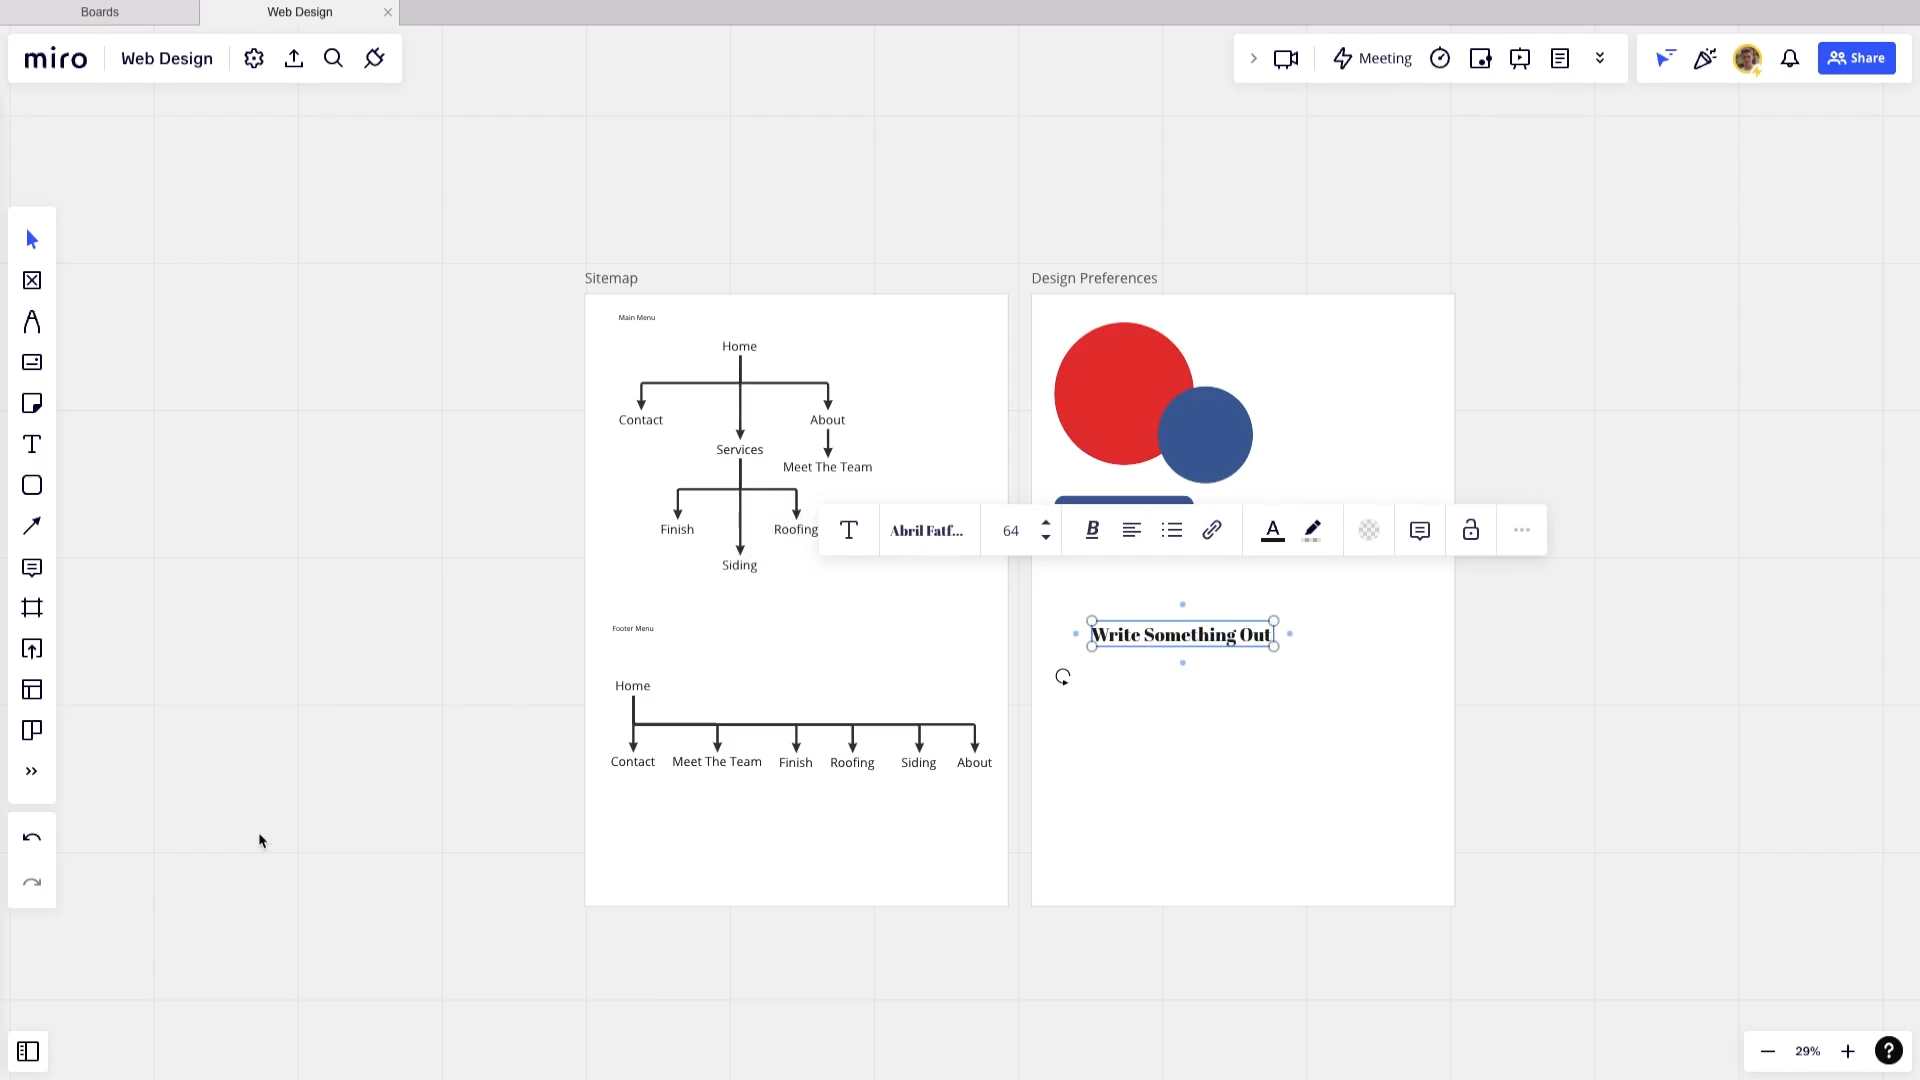 Boards
Web Design
miro
Web Design
Meeting
Share
Sitemap
Main Menu
Home
Contact
About
Services
Meet The Team
Finish
Roofing
Siding
Footer Menu
Home
Contact
Meet The Team
Finish
Roofing
Siding
About
Design Preferences
Abril Fatf...
64
B
A
Write Something Out
29%
?